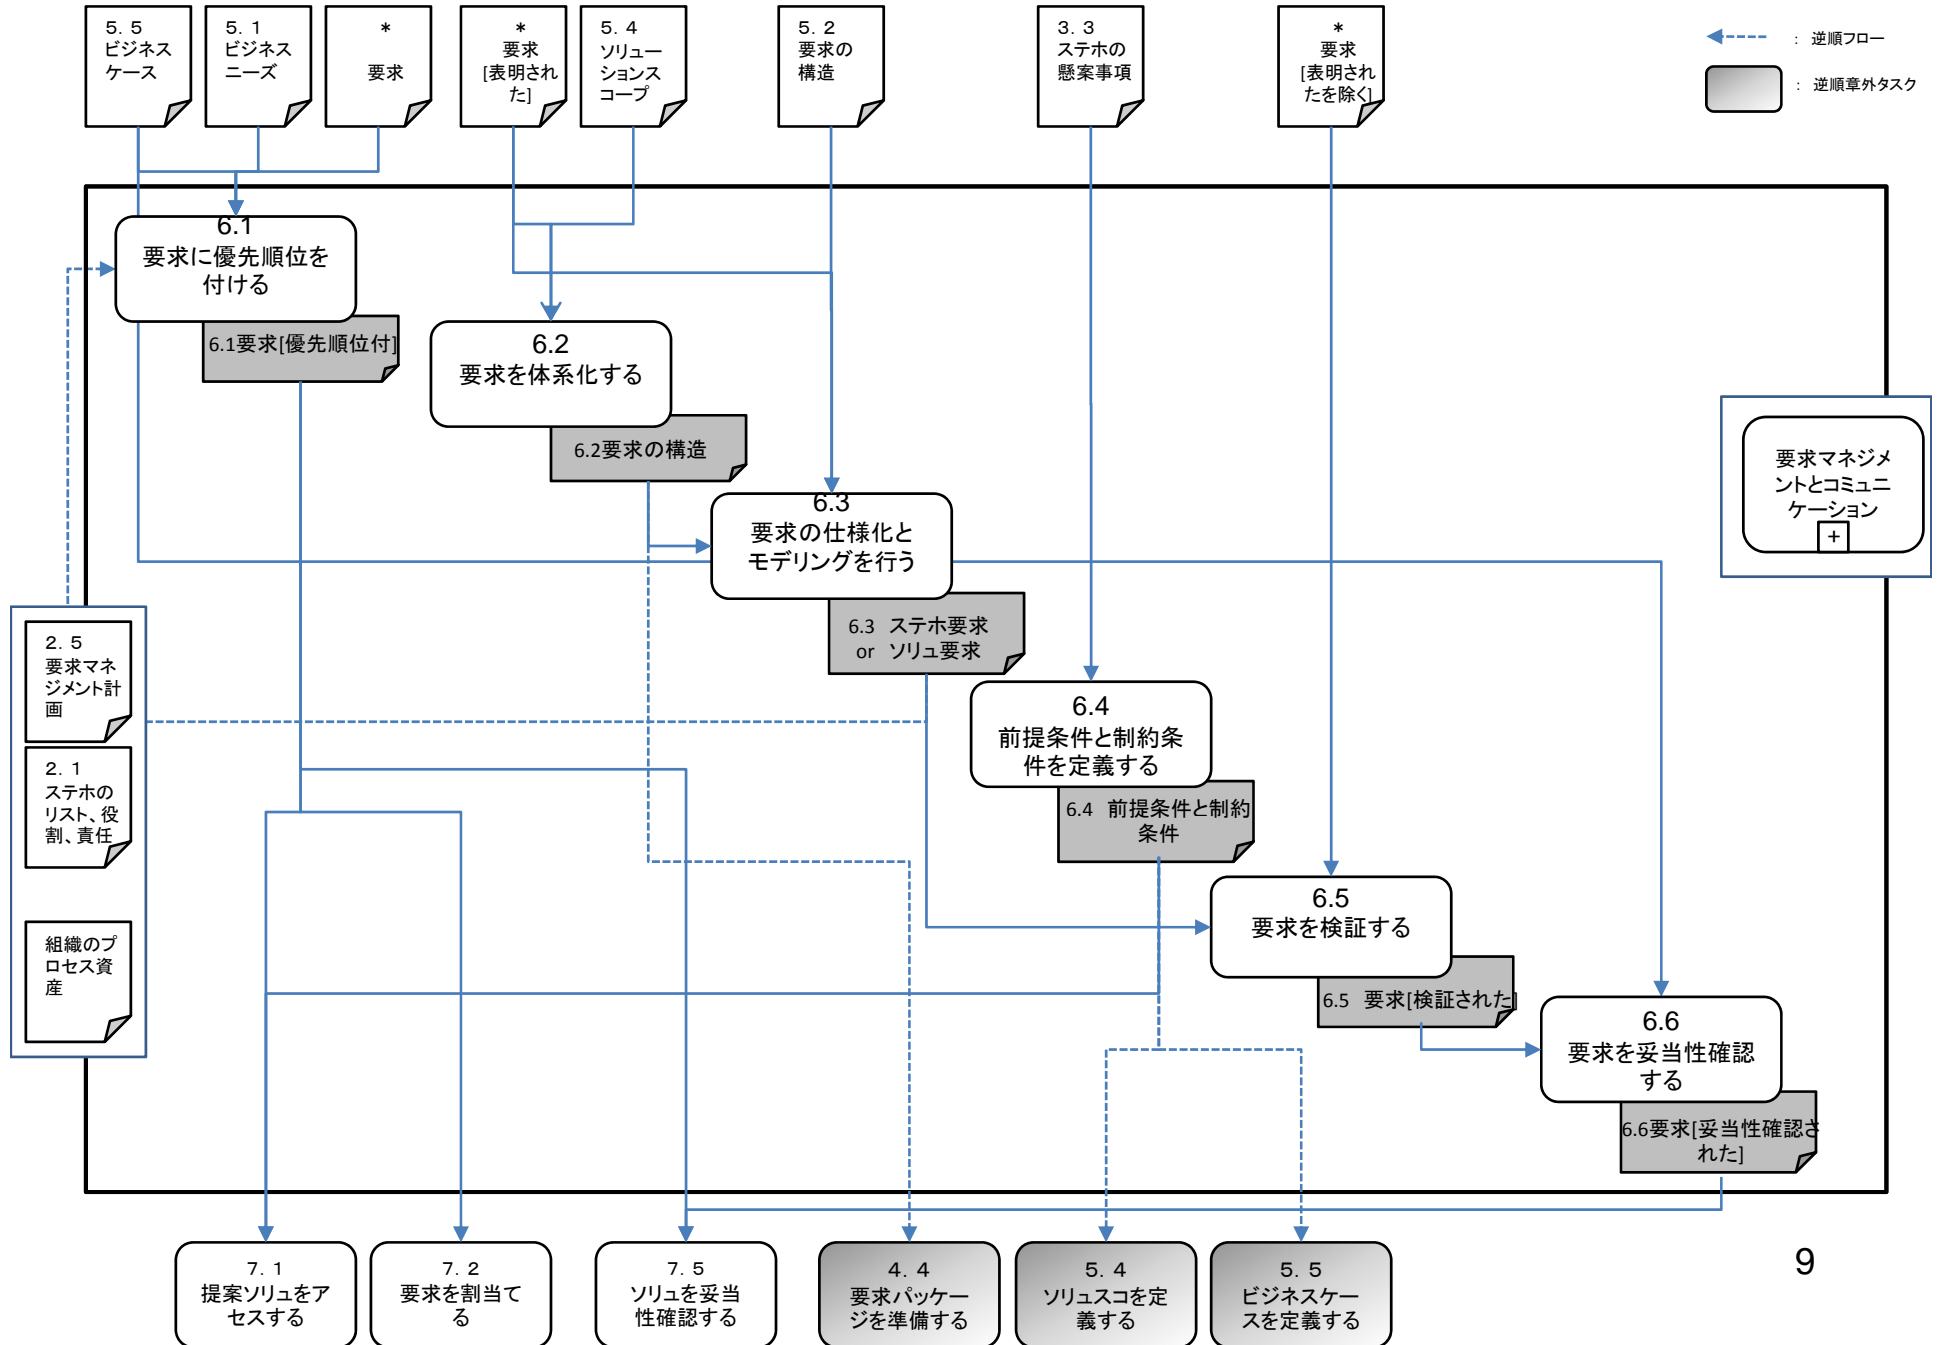 5．5
ビジネス
ケース
5．1
ビジネス
ニーズ
*
要求
*
要求
[表明され
た]
5．4
ソリュー
ションス
コープ
5．2
要求の
構造
3．3
ステホの
懸案事項
*
要求
[表明され
たを除く]
： 逆順フロー
： 逆順章外タスク
6.1
要求に優先順位を
付ける
6.1要求[優先順位付]
6.2
要求を体系化する
6.2要求の構造
6.3
要求の仕様化と
モデリングを行う
6.3 ステホ要求
or ソリュ要求
要求マネジメ
ントとコミュニ
ケーション
+
2．5
要求マネ
ジメント計
画
2．1
ステホの
リスト、役
割、責任
組織のプ
ロセス資
産
6.4
前提条件と制約条
件を定義する
6.4 前提条件と制約
条件
6.5
要求を検証する
6.5 要求[検証された]
6.6
要求を妥当性確認
する
6.6要求[妥当性確認さ
れた]
7．1
提案ソリュをア
セスする
7．2
要求を割当て
る
7．5
ソリュを妥当
性確認する
4．4
要求パッケー
ジを準備する
5．4
ソリュスコを定
義する
5．5
ビジネスケー
スを定義する
9